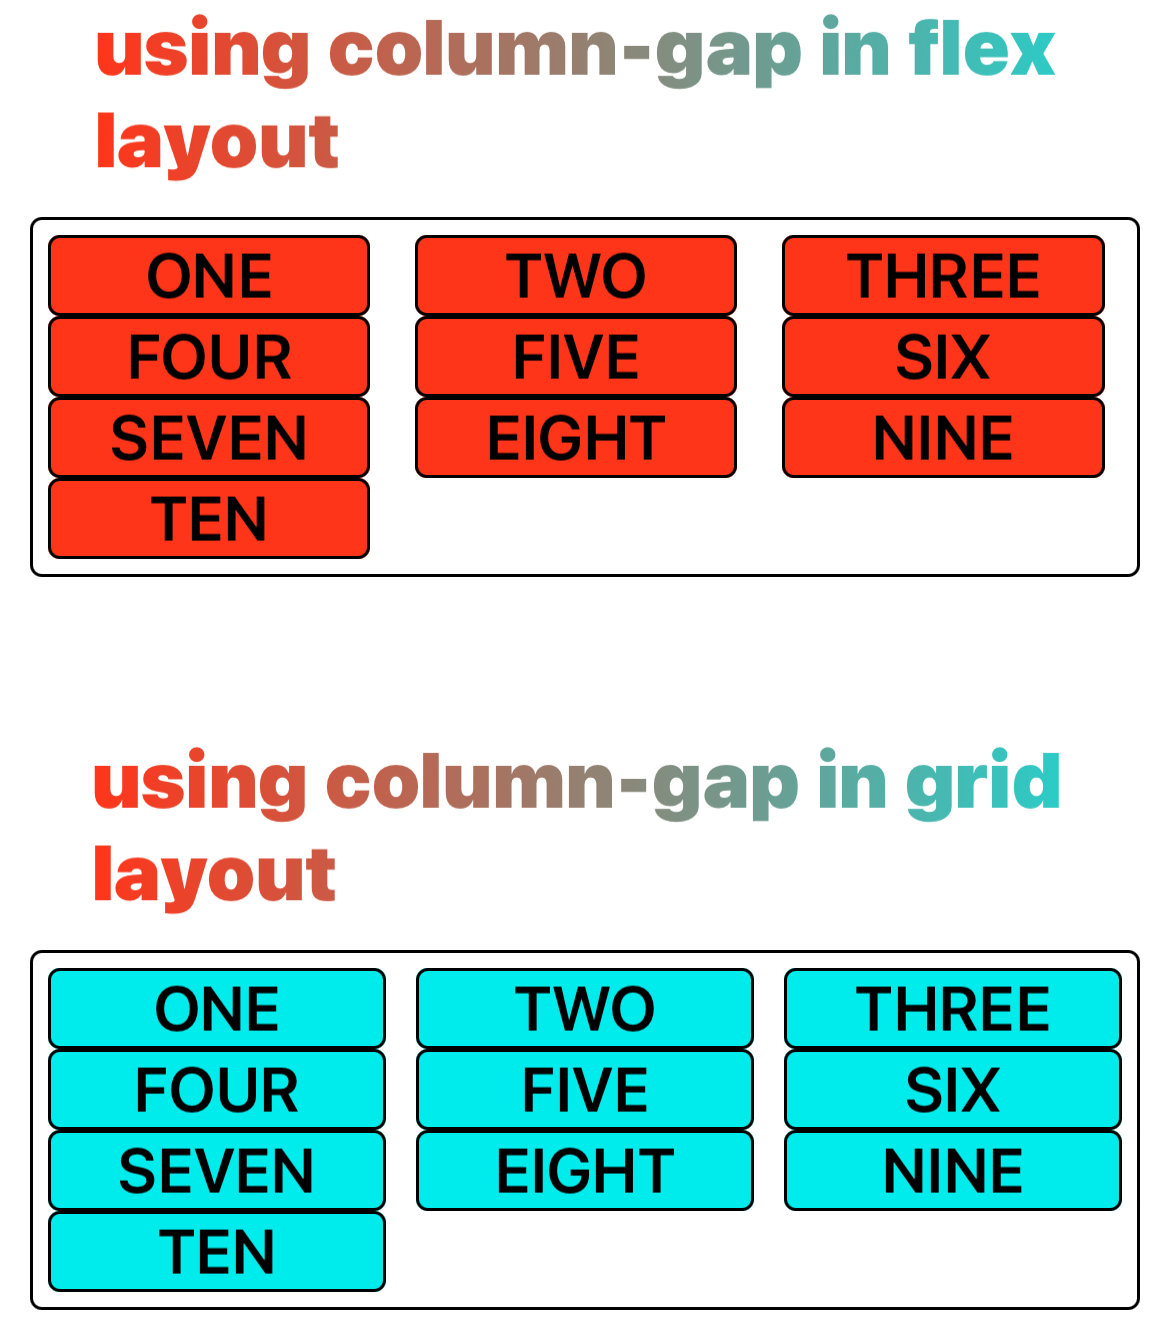 using column-gap in flex
layout
ONE TWO THREE
FOUR FIVE SIX
SEVEN EIGHT NINE
TEN
using column-gap in grid
layout
ONE TWO THREE
FOUR FIVE SIX
SEVEN EIGHT NINE
TEN